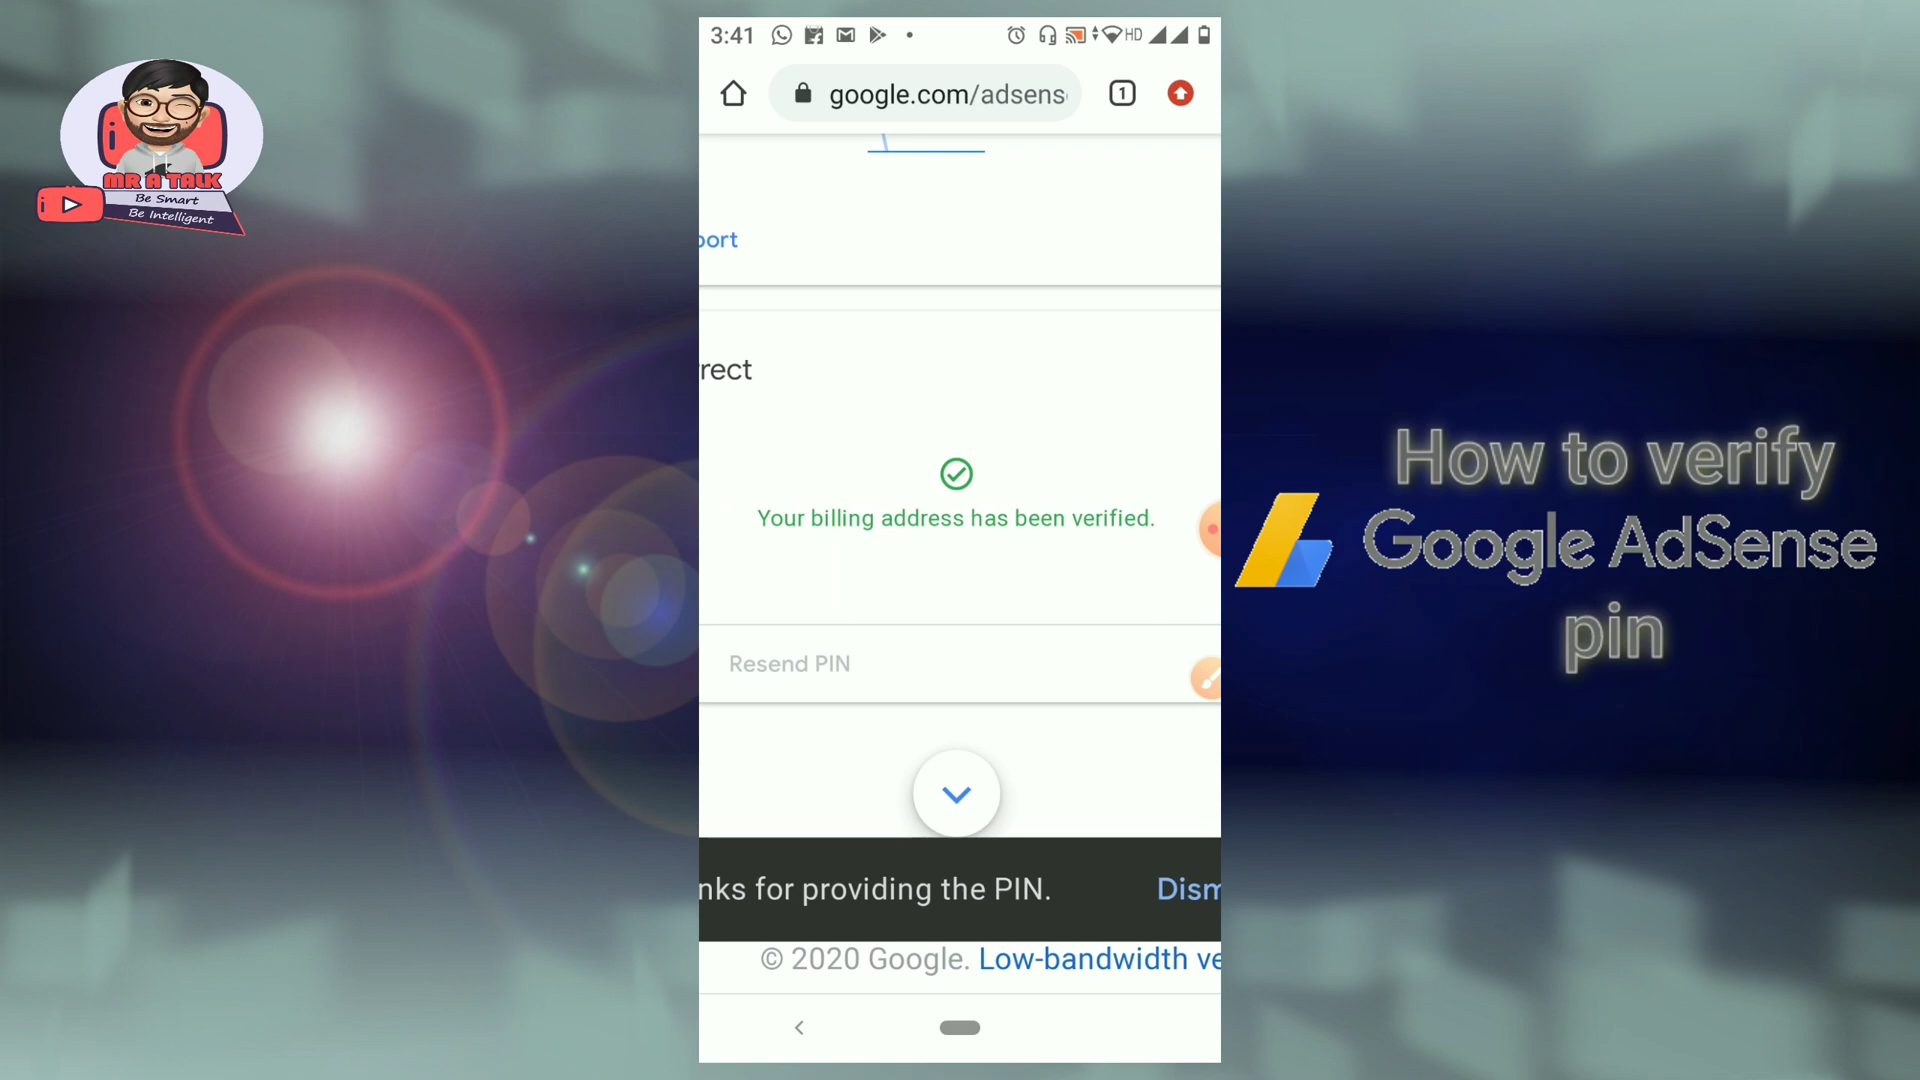 MR A TALK
Be Smart
Be Intelligent
3:41
HD
google.com/adsens
1
port
rrect
Your billing address has been verified.
Resend PIN
nks for providing the PIN.
Dism
© 2020 Google. Low-bandwidth ve
How to verify
Google AdSense
pin